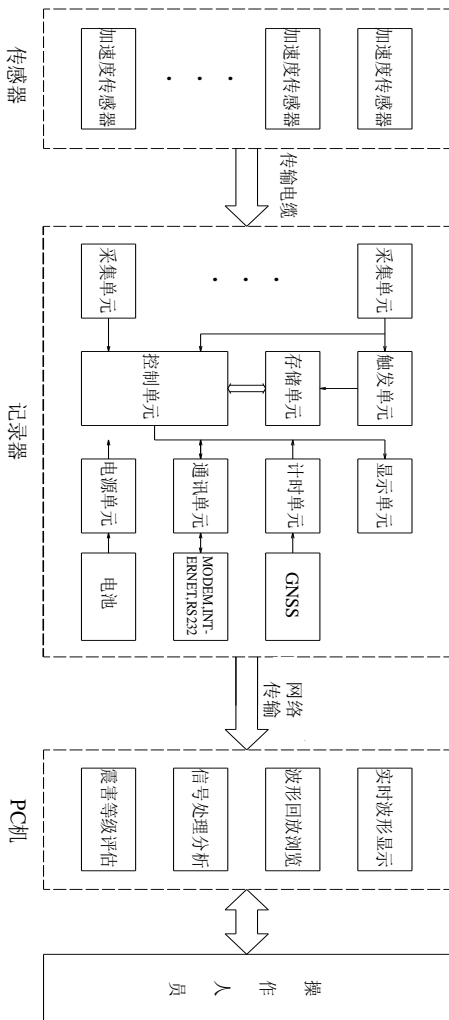 加速度传感器
加速度传感器
···
加速度传感器
传感器
传输电缆
采集单元
···
采集单元
触发单元
存储单元
控制单元
显示单元
计时单元
通讯单元
电源单元
GNSS
MODEM,INT-
ERNET,RS232
电池
记录器
网络
传输
实时波形显示
波形回放浏览
信号处理分析
震害等级评估
PC机
操作人员